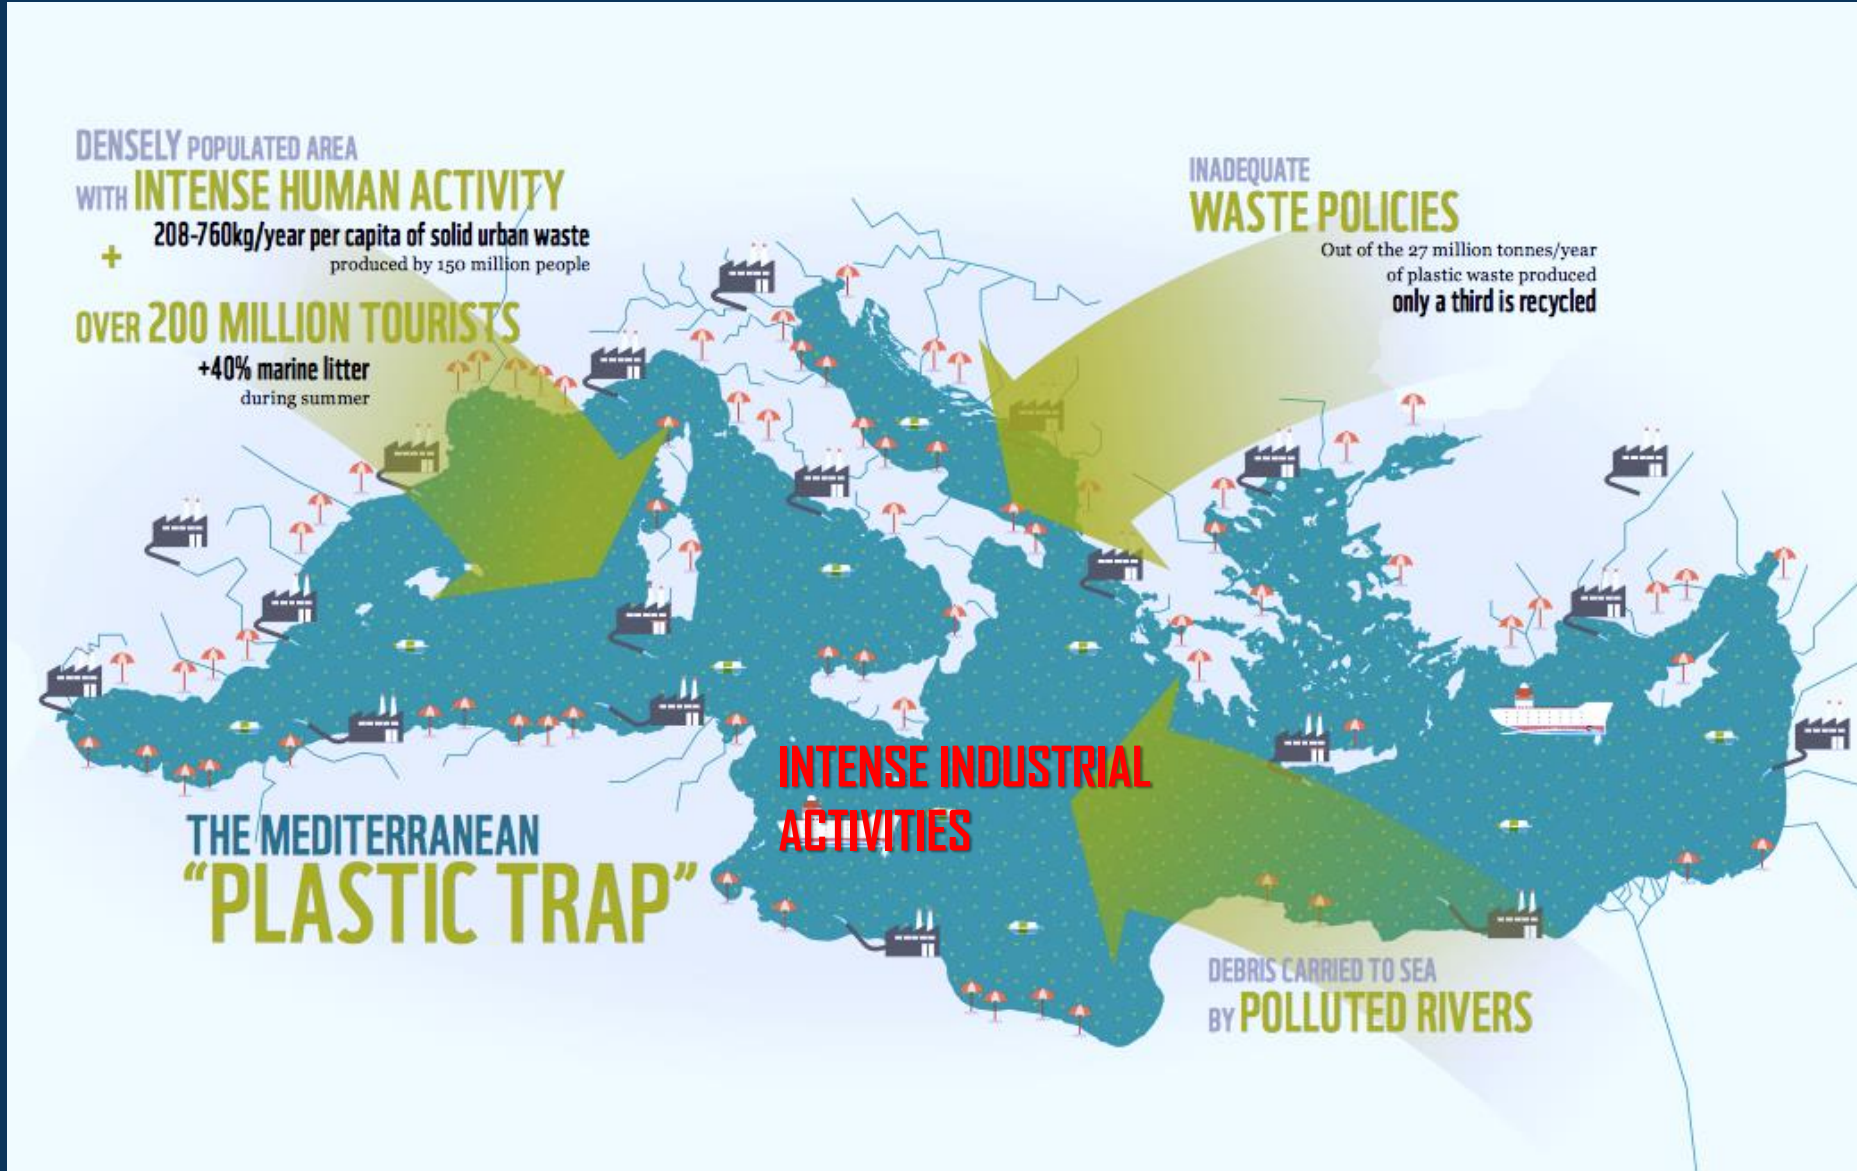 DENSELY POPULATED AREA
WITH INTENSE HUMAN ACTIVITY
208-760kg/year per capita of solid urban waste
produced by 150 million people
+
OVER 200 MILLION TOURISTS
+40% marine litter
during summer
INADEQUATE
WASTE POLICIES
Out of the 27 million tonnes/year
of plastic waste produced
only a third is recycled
INTENSE INDUSTRIAL
ACTIVITIES
THE MEDITERRANEAN
“PLASTIC TRAP”
DEBRIS CARRIED TO SEA
BY POLLUTED RIVERS